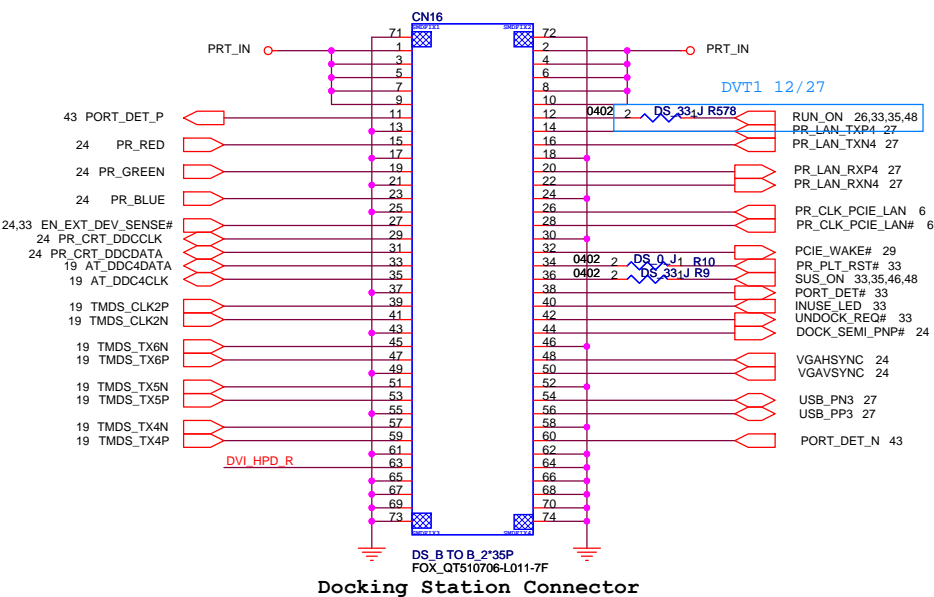 CN16
SMDFIX1 SMDFIX2
71 72
PRT_IN 1 2 PRT_IN
3 4
5 6
7 8 DVT1 12/27
9 10
43 PORT_DET_P 11 12 0402 2 DS_33_J 1 R578 RUN_ON 26,33,35,48
13 14 PR_LAN_TXP4 27
24 PR_RED 15 16 PR_LAN_TXN4 27
17 18
24 PR_GREEN 19 20 PR_LAN_RXP4 27
21 22 PR_LAN_RXN4 27
24 PR_BLUE 23 24
25 26 PR_CLK_PCIE_LAN 6
24,33 EN_EXT_DEV_SENSE# 27 28 PR_CLK_PCIE_LAN# 6
24 PR_CRT_DDCCLK 29 30
24 PR_CRT_DDCDATA 31 32 PCIE_WAKE# 29
19 AT_DDC4DATA 33 34 0402 2 DS_0_J 1 R10 PR_PLT_RST# 33
19 AT_DDC4CLK 35 36 0402 2 DS_33 1 J R9 SUS_ON 33,35,46,48
37 38 PORT_DET# 33
19 TMDS_CLK2P 39 40 INUSE_LED 33
19 TMDS_CLK2N 41 42 UNDOCK_REQ# 33
43 44 DOCK_SEMI_PNP# 24
19 TMDS_TX6N 45 46
19 TMDS_TX6P 47 48 VGAHSYNC 24
49 50 VGAVSYNC 24
19 TMDS_TX5N 51 52
19 TMDS_TX5P 53 54 USB_PN3 27
55 56 USB_PP3 27
19 TMDS_TX4N 57 58
19 TMDS_TX4P 59 60 PORT_DET_N 43
61 62
DVI_HPD_R 63 64
65 66
67 68
69 70
73 74
SMDFIX3 SMDFIX4
DS_B TO B_2*35P
FOX_QT510706-L011-7F
Docking Station Connector